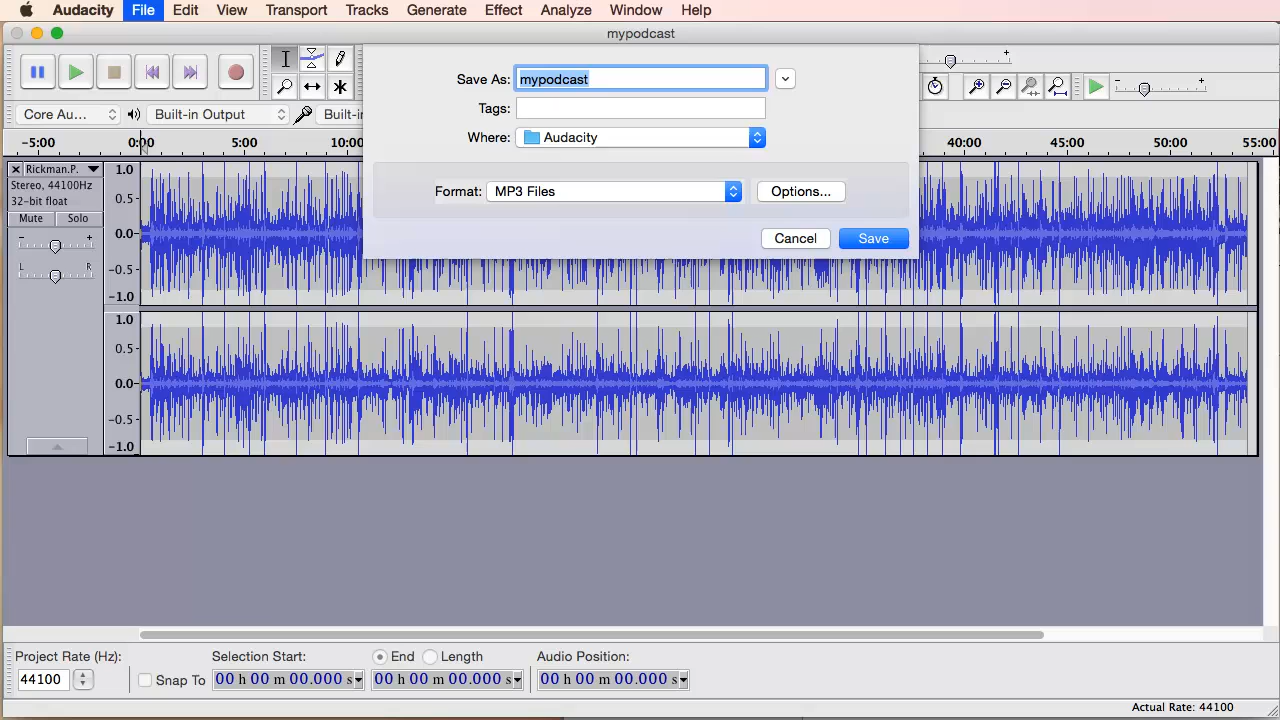 Audacity File Edit View Transport Tracks Generate Effect Analyze Window Help
mypodcast
Save As: mypodcast
Tags:
Where: Audacity
Format: MP3 Files Options...
Cancel Save
Core Au... Built-in Output Built-i
-5:00 0:00 5:00 10:00 40:00 45:00 50:00 55:00
Rickman.P.
Stereo, 44100Hz
32-bit float
Mute Solo
- +
L R
1.0
0.5-
0.0-
-0.5-
-1.0
1.0
0.5-
0.0-
-0.5-
-1.0
Project Rate (Hz): Selection Start: End Length Audio Position:
44100 Snap To 00 h 00 m 00.000 s 00 h 00 m 00.000 s 00 h 00 m 00.000 s
Actual Rate: 44100